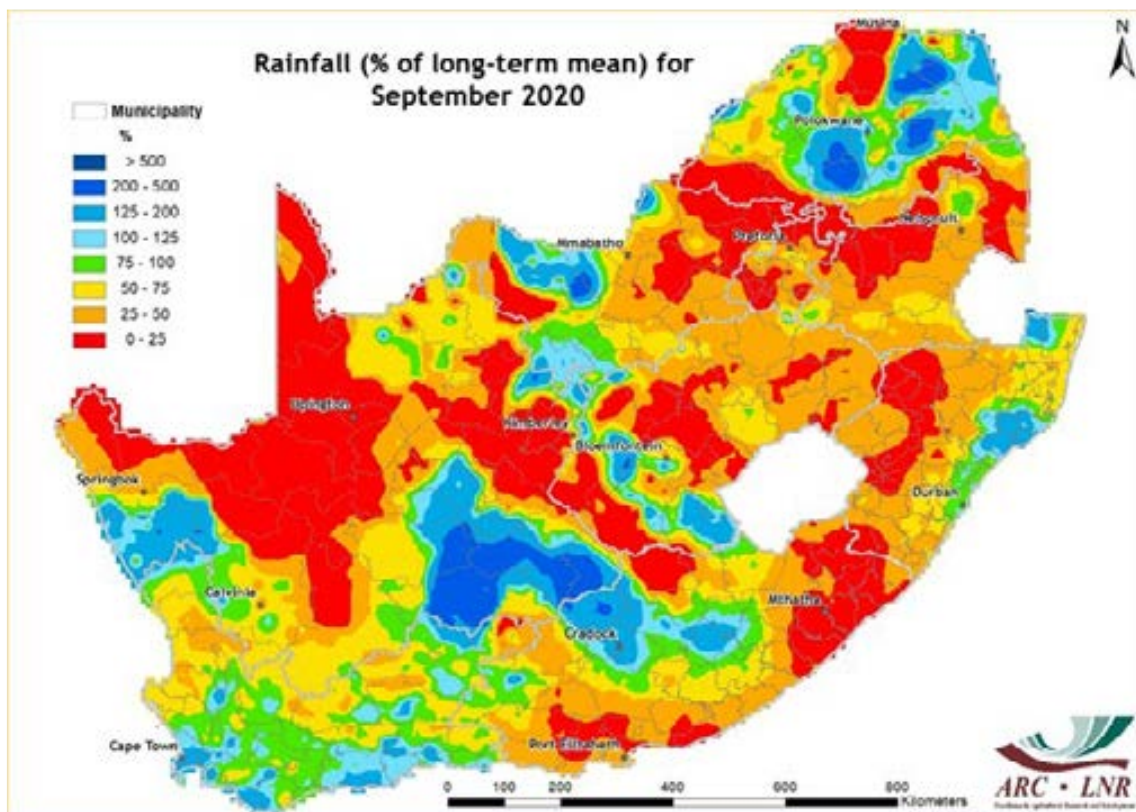 Musina
N
Rainfall (% of long-term mean) for
September 2020
Municipality
%
> 500
200 - 500
125 - 200
100 - 125
75 - 100
50 - 75
25 - 50
0 - 25
Polokwane
Nelspruit
Pretoria
Mmabatho
Upington
Kimberley
Bloemfontein
Springbok
Durban
Calvinia
Mthatha
Cradock
Cape Town
Port Elizabeth
0 100 200 400 600 800
Kilometers
ARC • LNR